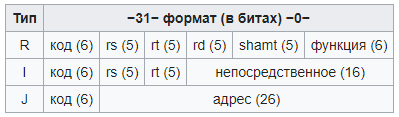 Тип −31− формат (в битах) −0−
R код (6) rs (5) rt (5) rd (5) shamt (5) функция (6)
I код (6) rs (5) rt (5) непосредственное (16)
J код (6) адрес (26)